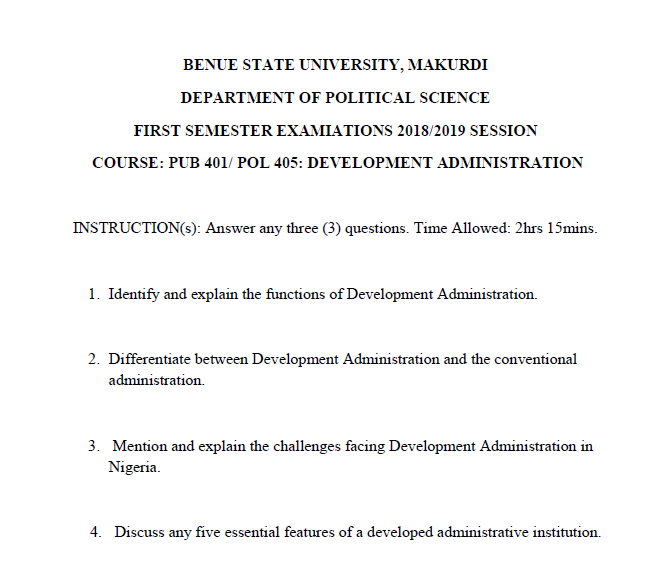 BENUE STATE UNIVERSITY, MAKURDI
DEPARTMENT OF POLITICAL SCIENCE
FIRST SEMESTER EXAMIATIONS 2018/2019 SESSION
COURSE: PUB 401/ POL 405: DEVELOPMENT ADMINISTRATION
INSTRUCTION(s): Answer any three (3) questions. Time Allowed: 2hrs 15mins.
1. Identify and explain the functions of Development Administration.
2. Differentiate between Development Administration and the conventional
administration.
3. Mention and explain the challenges facing Development Administration in
Nigeria.
4. Discuss any five essential features of a developed administrative institution.